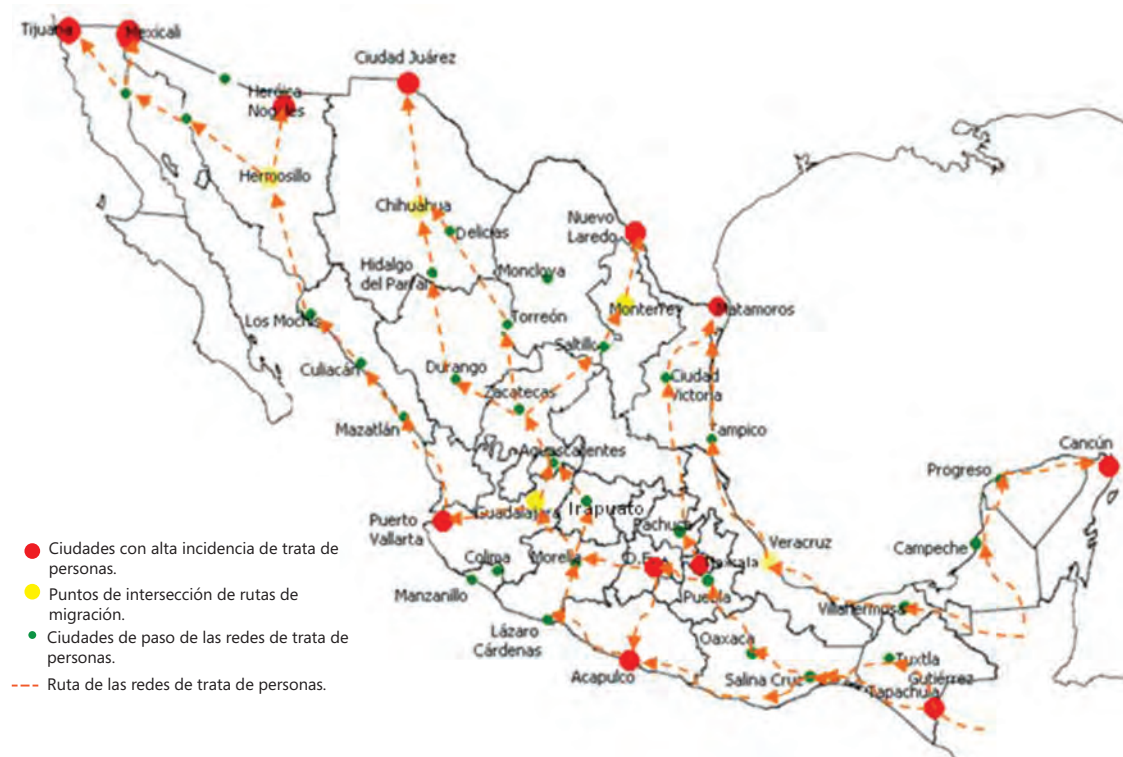 Tijuana
Mexicali
Ciudad Juárez
Heróica
Nogales
Hermosillo
Chihuahua
Delicias
Nuevo
Laredo
Hidalgo
del Parral
Monclova
Monterrey
Matamoros
Los Mochis
Torreón
Saltillo
Culiacán
Durango
Ciudad
Victoria
Zacatecas
Mazatlán
Tampico
Aguascalientes
Cancún
Progreso
Guadalajara
Irapuato
Puerto
Vallarta
Pachuca
Colima
Morelia
D.F.
Tlaxcala
Veracruz
Campeche
Manzanillo
Puebla
Villahermosa
Lázaro
Cárdenas
Oaxaca
Tuxtla
Gutiérrez
Acapulco
Salina Cruz
Tapachula
Ciudades con alta incidencia de trata de
personas.
Puntos de intersección de rutas de
migración.
Ciudades de paso de las redes de trata de
personas.
Ruta de las redes de trata de personas.